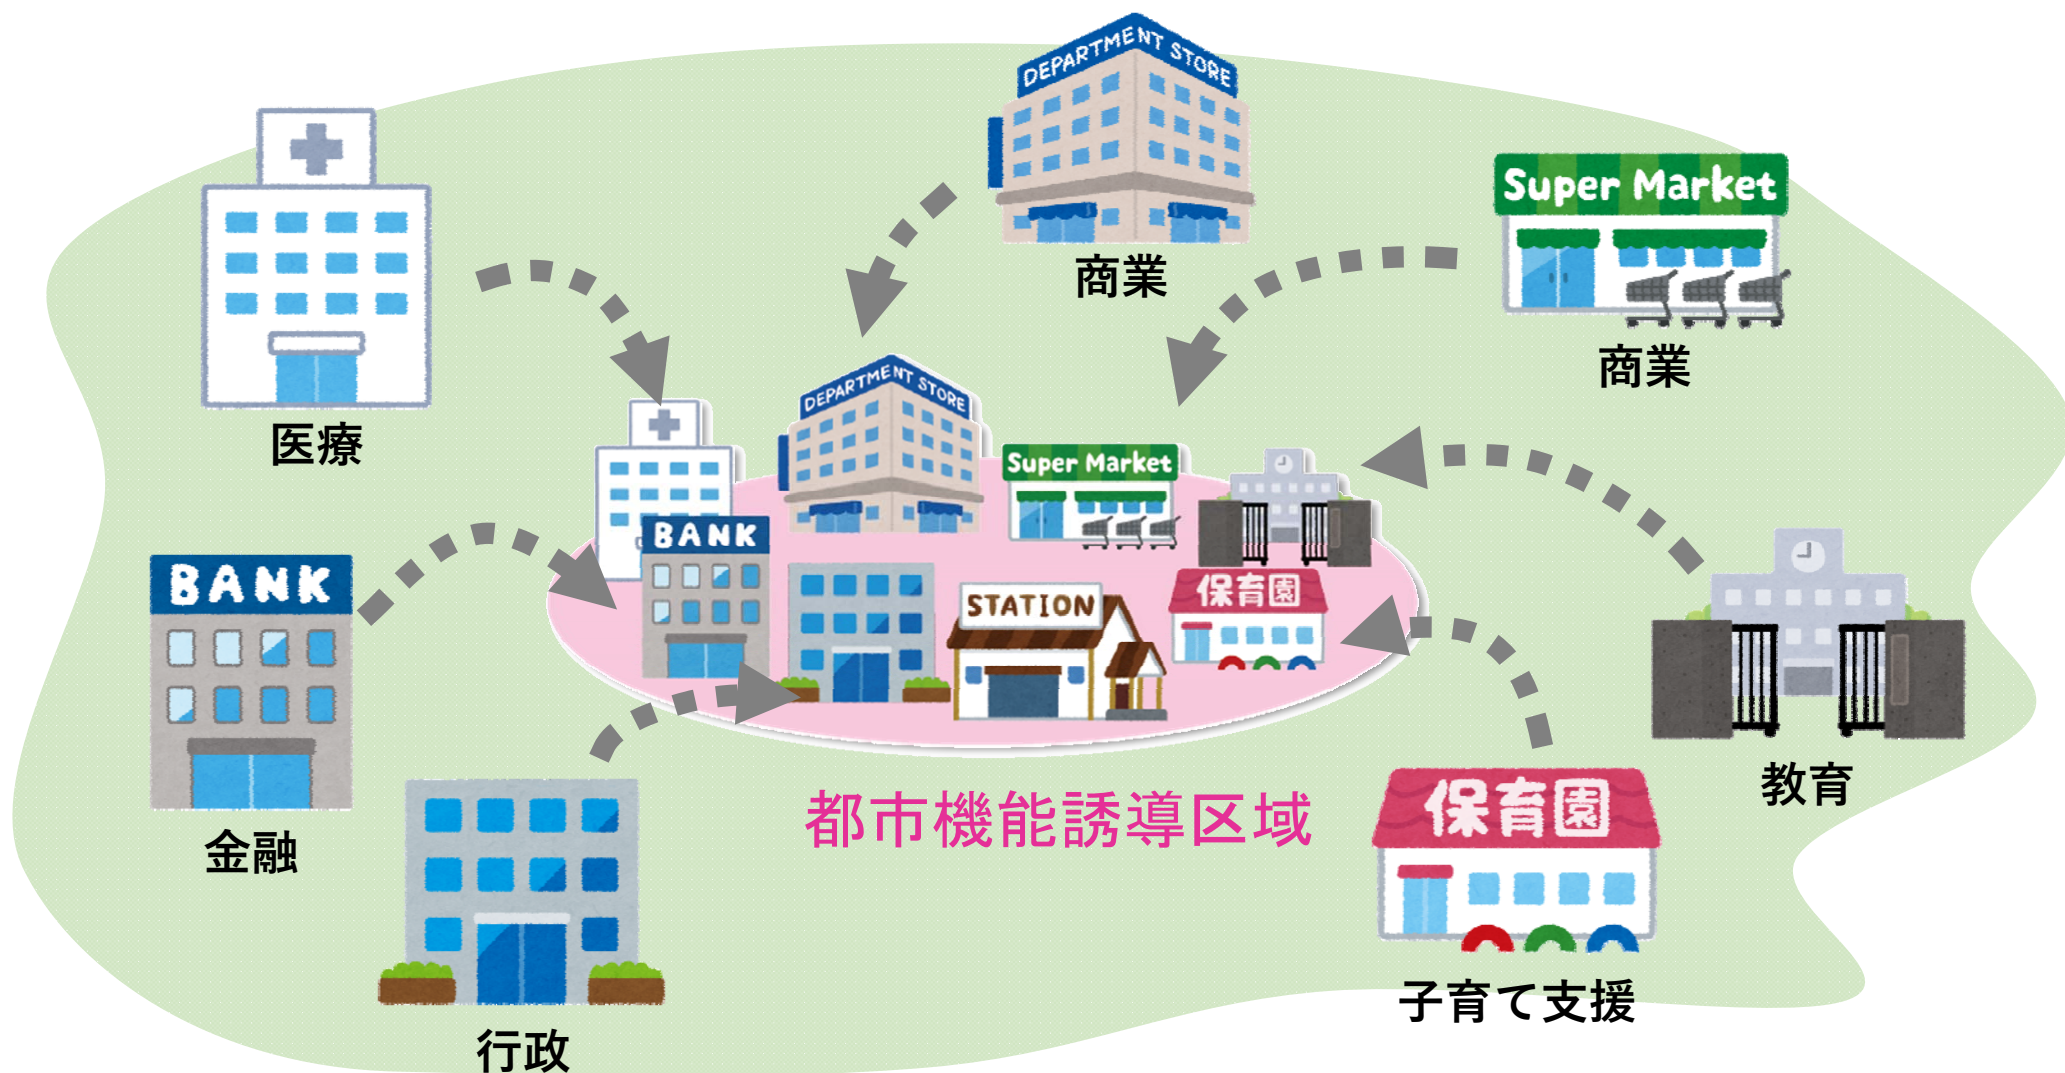 DEPARTMENT STORE
商業
Super Market
商業
医療
DEPARTMENT STORE
Super Market
BANK
STATION
保育園
BANK
金融
教育
都市機能誘導区域
保育園
子育て支援
行政